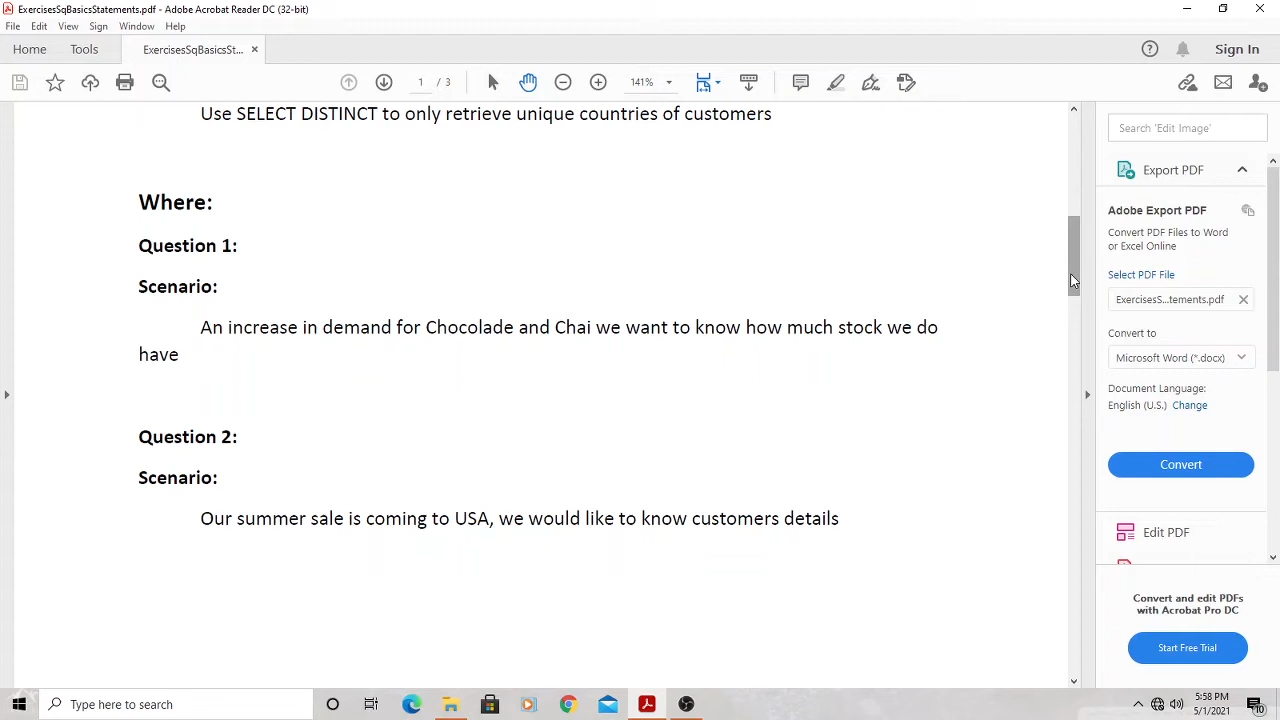 ExercisesSqBasicsStatements.pdf - Adobe Acrobat Reader DC (32-bit)
File Edit View Sign Window Help
Home Tools ExercisesSqBasicsSt... Sign In
1 / 3 141%
Use SELECT DISTINCT to only retrieve unique countries of customers
Where:
Question 1:
Scenario:
An increase in demand for Chocolade and Chai we want to know how much stock we do
have
Question 2:
Scenario:
Our summer sale is coming to USA, we would like to know customers details
Search 'Edit Image'
Export PDF
Adobe Export PDF
Convert PDF Files to Word
or Excel Online
Select PDF File
ExercisesS...tements.pdf
Convert to
Microsoft Word (*.docx)
Document Language:
English (U.S.) Change
Convert
Edit PDF
Convert and edit PDFs
with Acrobat Pro DC
Start Free Trial
Type here to search
5:58 PM
5/1/2021